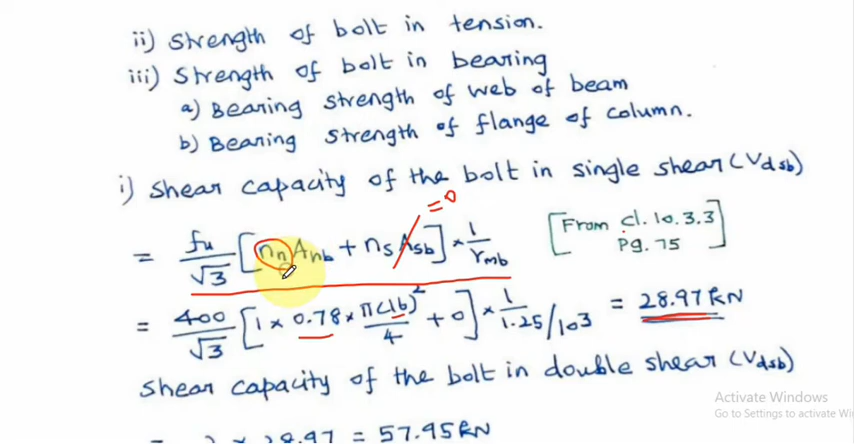 ii) Strength of bolt in tension.
iii) Strength of bolt in bearing
a) Bearing strength of web of beam
b) Bearing strength of flange of column.
i) Shear capacity of the bolt in single shear (Vdsb)
= fu/√3 [nn Anb + ns Asb] × 1/γmb = 0 [From cl. 10.3.3
Pg. 75]
= 400/√3 [1 × 0.78 × π(16)²/4 + 0] × 1/1.25/10³ = 28.97 KN
Shear capacity of the bolt in double shear (Vdsb)
= 2 × 28.97 = 57.95 KN
Activate Windows
Go to Settings to activate Win